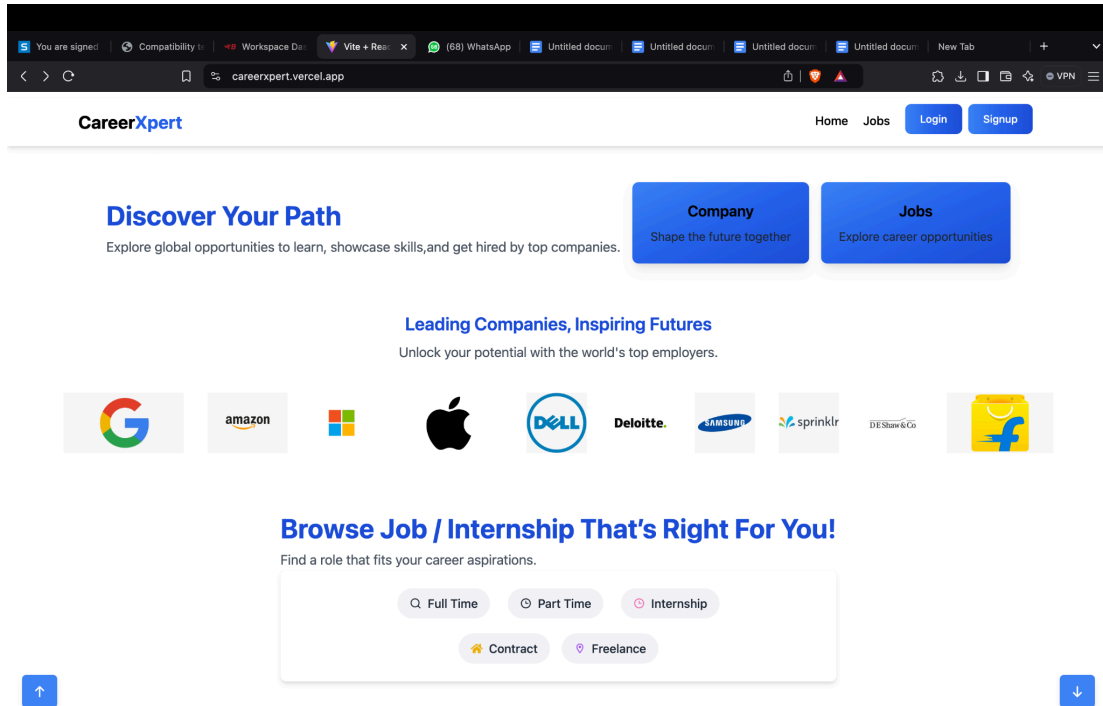 You are signed
Compatibility te
Workspace Das
Vite + Reac
(68) WhatsApp
Untitled docum
Untitled docum
Untitled docum
Untitled docum
New Tab
careerxpert.vercel.app
VPN
CareerXpert
Home
Jobs
Login
Signup
Discover Your Path
Explore global opportunities to learn, showcase skills,and get hired by top companies.
Company
Shape the future together
Jobs
Explore career opportunities
Leading Companies, Inspiring Futures
Unlock your potential with the world's top employers.
amazon
DELL
Deloitte.
SAMSUNG
sprinklr
DE Shaw & Co
Browse Job / Internship That's Right For You!
Find a role that fits your career aspirations.
Full Time
Part Time
Internship
Contract
Freelance